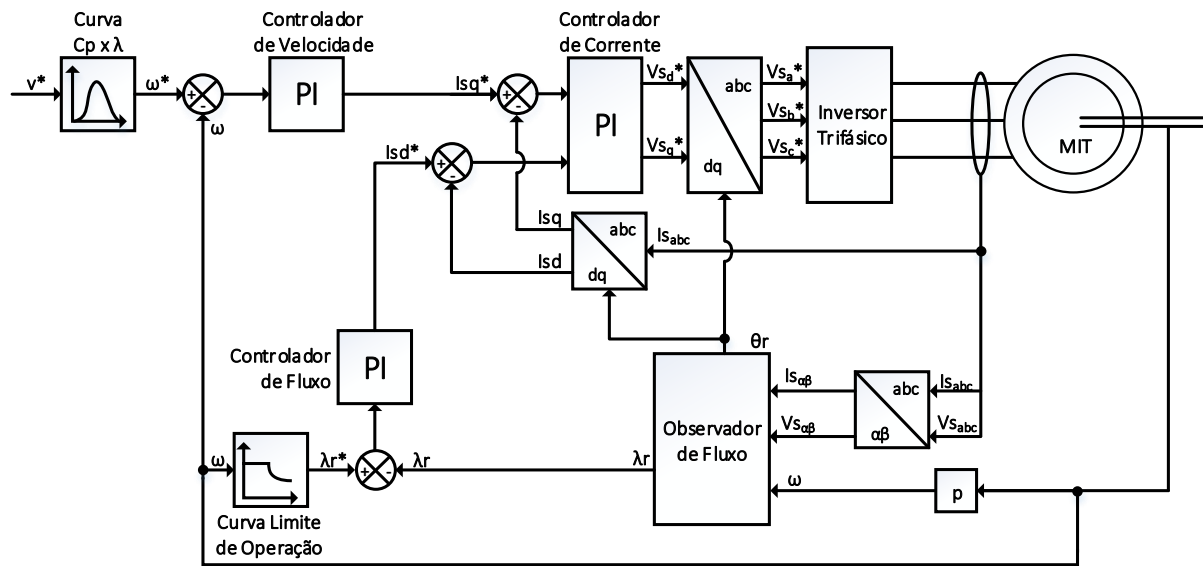 Curva
Cp x λ
Controlador
de Velocidade
Controlador
de Corrente
v*
ω*
+
-
ω
PI
Isq*
+
-
PI
Vsd*
Vsq*
abc
dq
Vsa*
Vsb*
Vsc*
Inversor
Trifásico
MIT
Isd*
+
-
Isq
Isd
abc
dq
Isabc
θr
Controlador
de Fluxo
PI
Observador
de Fluxo
Isαβ
Vsαβ
abc
αβ
Isabc
Vsabc
ω
λr*
+
-
λr
λr
ω
p
Curva Limite
de Operação